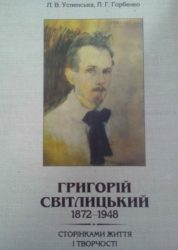 Л. В. Успенська, Л. Г. Горбенко
ГРИГОРІЙ
СВІТЛИЦЬКИЙ
1872–1948
СТОРІНКАМИ ЖИТТЯ
І ТВОРЧОСТІ